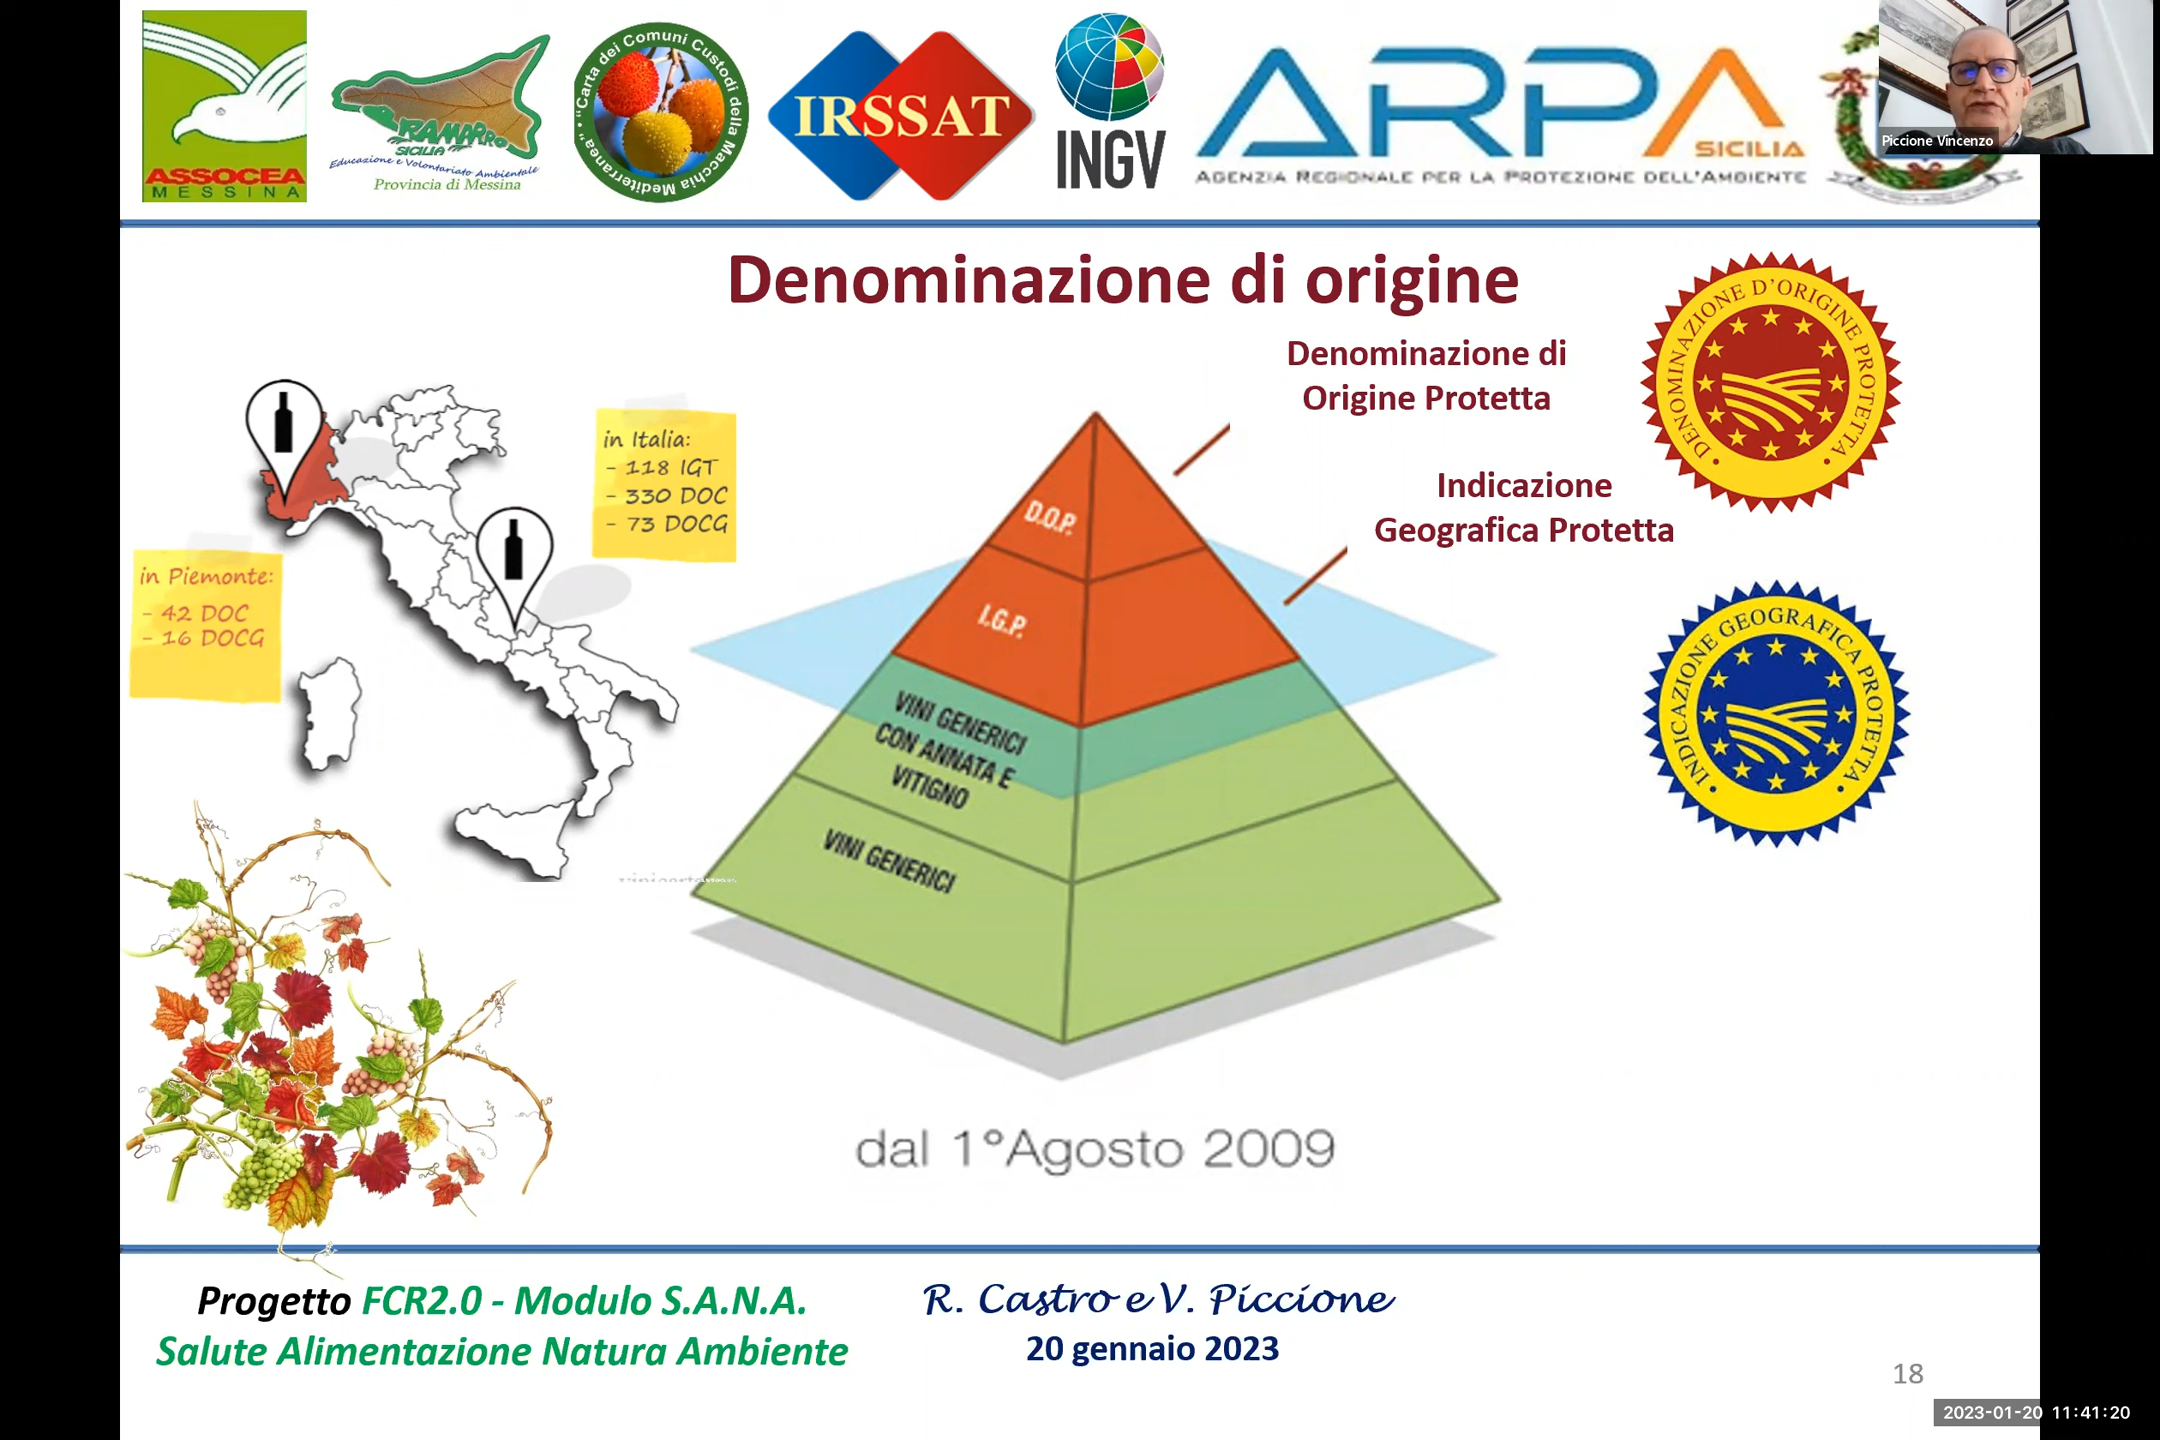 ASSOCEA
MESSINA
RAMARRO
SICILIA
Educazione e Volontariato Ambientale
Provincia di Messina
"Carta dei Comuni Custodi della Macchia Mediterranea"
IRSSAT
INGV
ARPA
SICILIA
AGENZIA REGIONALE PER LA PROTEZIONE DELL'AMBIENTE
Piccione Vincenzo
Denominazione di origine
Denominazione di
Origine Protetta
DENOMINAZIONE D'ORIGINE PROTETTA
Indicazione
Geografica Protetta
INDICAZIONE GEOGRAFICA PROTETTA
in Italia:
- 118 IGT
- 330 DOC
- 73 DOCG
in Piemonte:
- 42 DOC
- 16 DOCG
D.O.P.
I.G.P.
VINI GENERICI
CON ANNATA E
VITIGNO
VINI GENERICI
dal 1°Agosto 2009
Progetto FCR2.0 - Modulo S.A.N.A.
Salute Alimentazione Natura Ambiente
R. Castro e V. Piccione
20 gennaio 2023
18
2023-01-20 11:41:20